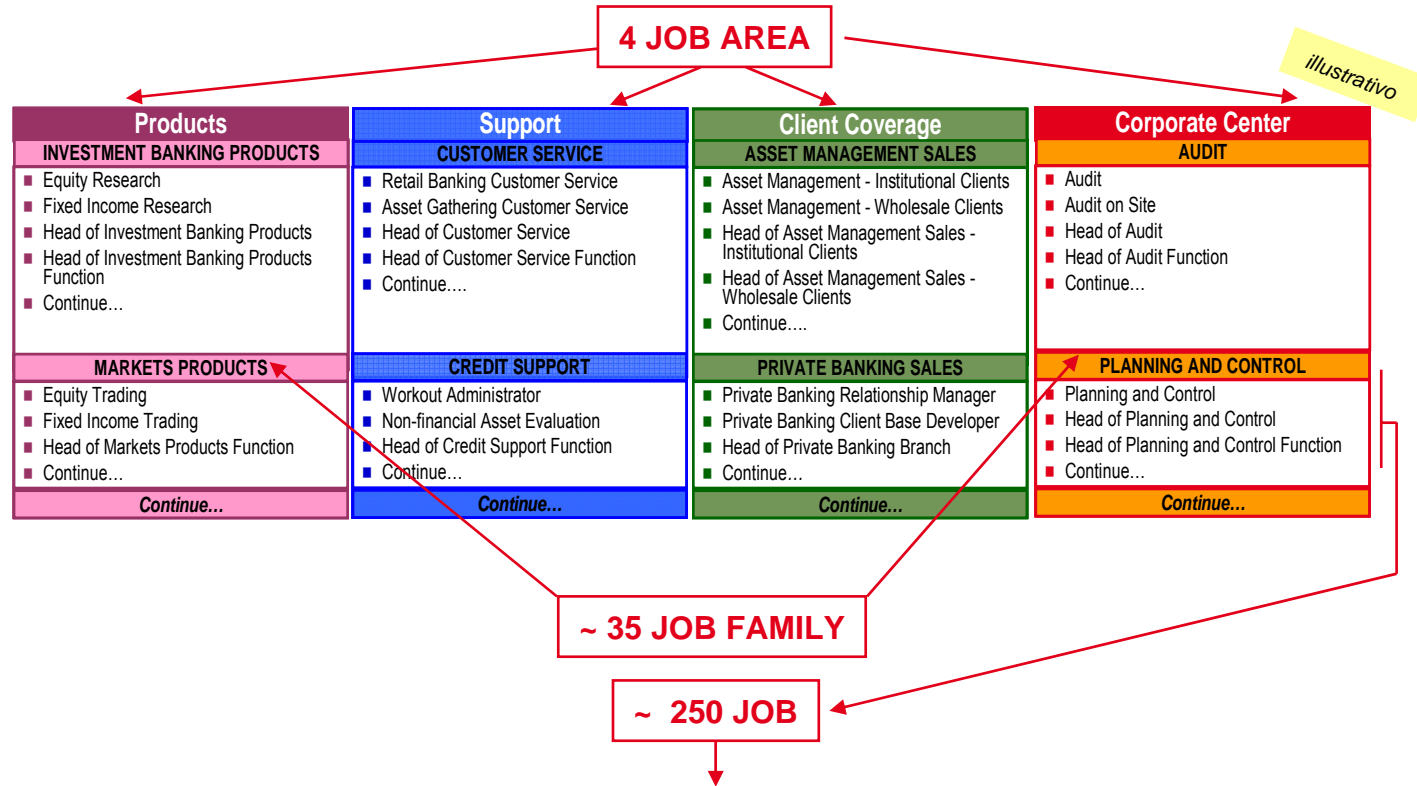 4 JOB AREA
illustrativo
Products
INVESTMENT BANKING PRODUCTS
Equity Research
Fixed Income Research
Head of Investment Banking Products
Head of Investment Banking Products
Function
Continue…
MARKETS PRODUCTS
Equity Trading
Fixed Income Trading
Head of Markets Products Function
Continue…
Continue…
Support
CUSTOMER SERVICE
Retail Banking Customer Service
Asset Gathering Customer Service
Head of Customer Service
Head of Customer Service Function
Continue….
CREDIT SUPPORT
Workout Administrator
Non-financial Asset Evaluation
Head of Credit Support Function
Continue…
Continue…
Client Coverage
ASSET MANAGEMENT SALES
Asset Management - Institutional Clients
Asset Management - Wholesale Clients
Head of Asset Management Sales -
Institutional Clients
Head of Asset Management Sales -
Wholesale Clients
Continue….
PRIVATE BANKING SALES
Private Banking Relationship Manager
Private Banking Client Base Developer
Head of Private Banking Branch
Continue…
Continue…
Corporate Center
AUDIT
Audit
Audit on Site
Head of Audit
Head of Audit Function
Continue…
PLANNING AND CONTROL
Planning and Control
Head of Planning and Control
Head of Planning and Control Function
Continue…
Continue…
~ 35 JOB FAMILY
~ 250 JOB